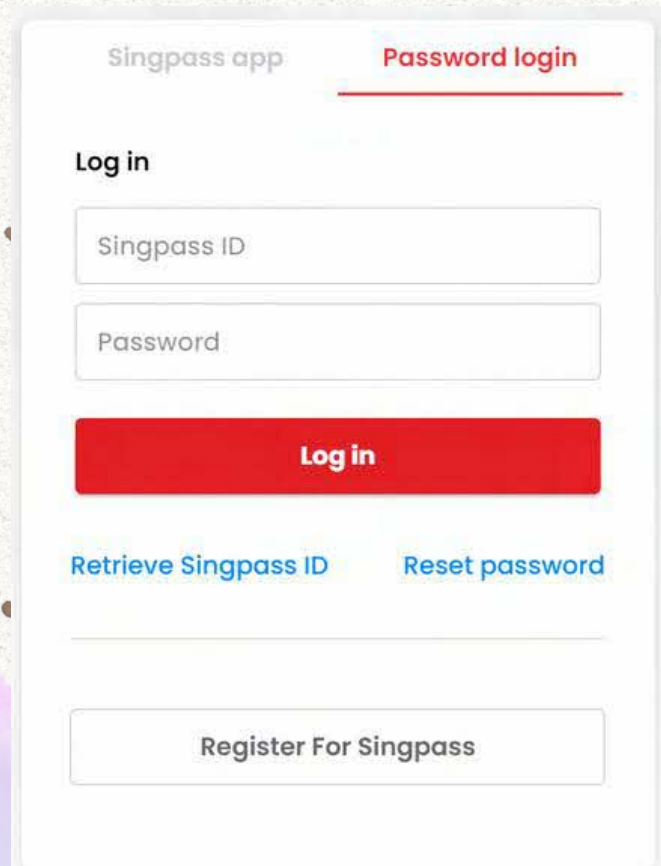 Singpass app Password login
Log in
Singpass ID
Password
Log in
Retrieve Singpass ID Reset password
Register For Singpass